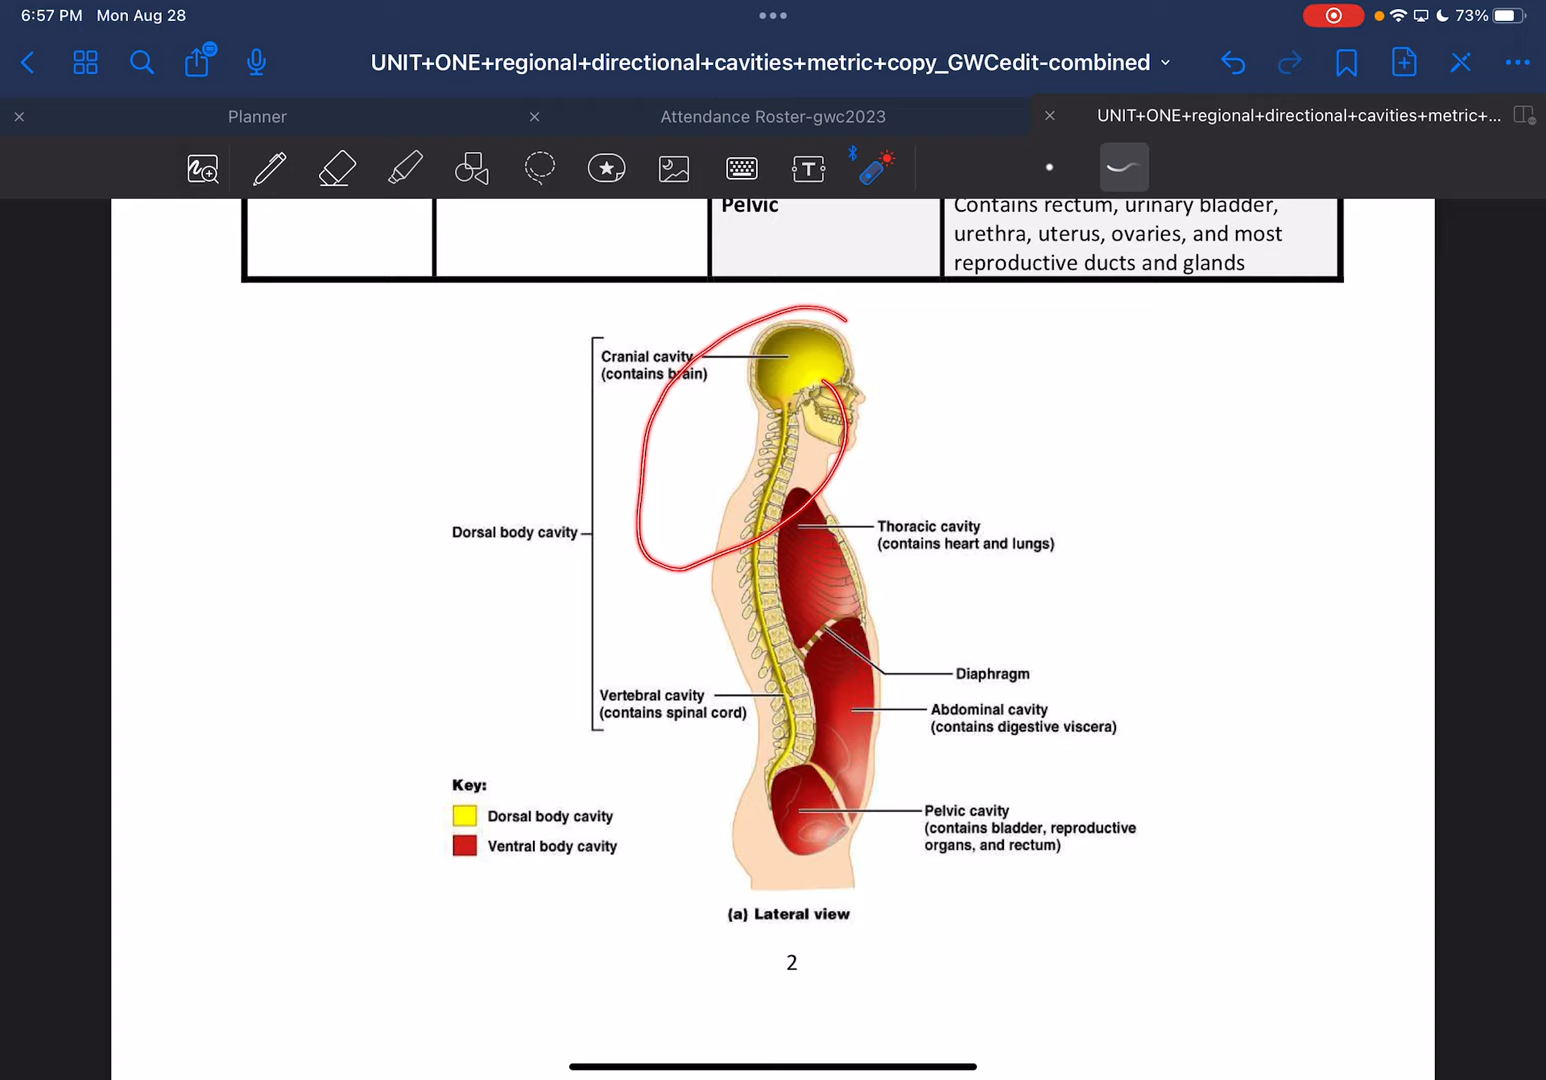 6:57 PM Mon Aug 28
73%
UNIT+ONE+regional+directional+cavities+metric+copy_GWCedit-combined
Planner
Attendance Roster-gwc2023
UNIT+ONE+regional+directional+cavities+metric+...
T
Pelvic
Contains rectum, urinary bladder,
urethra, uterus, ovaries, and most
reproductive ducts and glands
Cranial cavity
(contains brain)
Dorsal body cavity
Thoracic cavity
(contains heart and lungs)
Diaphragm
Vertebral cavity
(contains spinal cord)
Abdominal cavity
(contains digestive viscera)
Key:
Dorsal body cavity
Ventral body cavity
Pelvic cavity
(contains bladder, reproductive
organs, and rectum)
(a) Lateral view
2